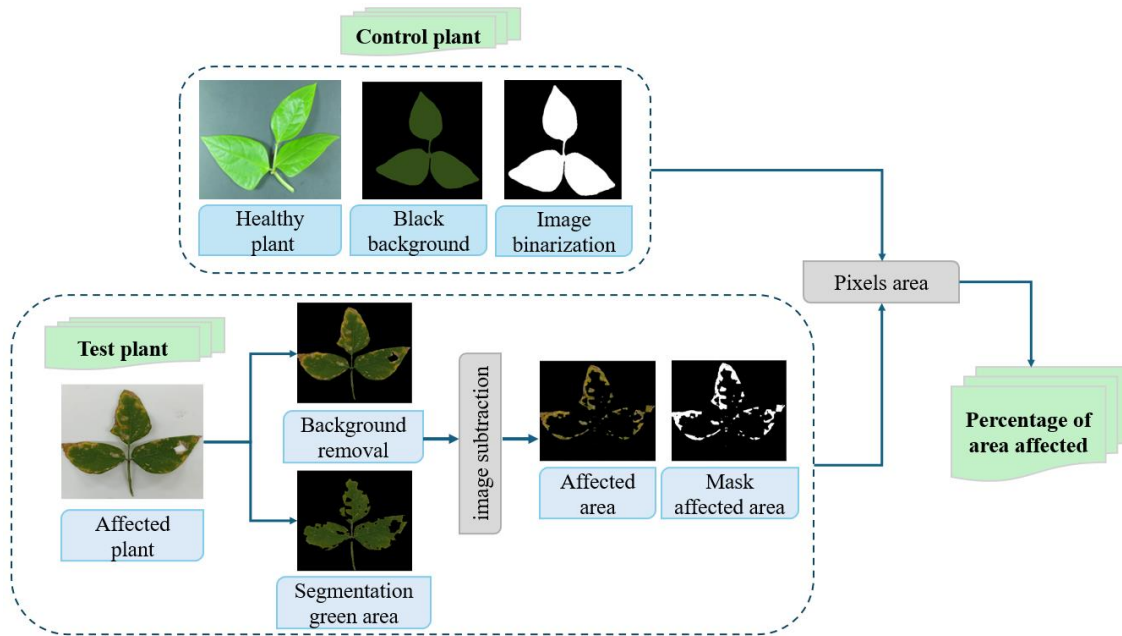 Control plant
Healthy
plant
Black
background
Image
binarization
Pixels area
Test plant
Affected
plant
Background
removal
Segmentation
green area
image subtraction
Affected
area
Mask
affected area
Percentage of
area affected